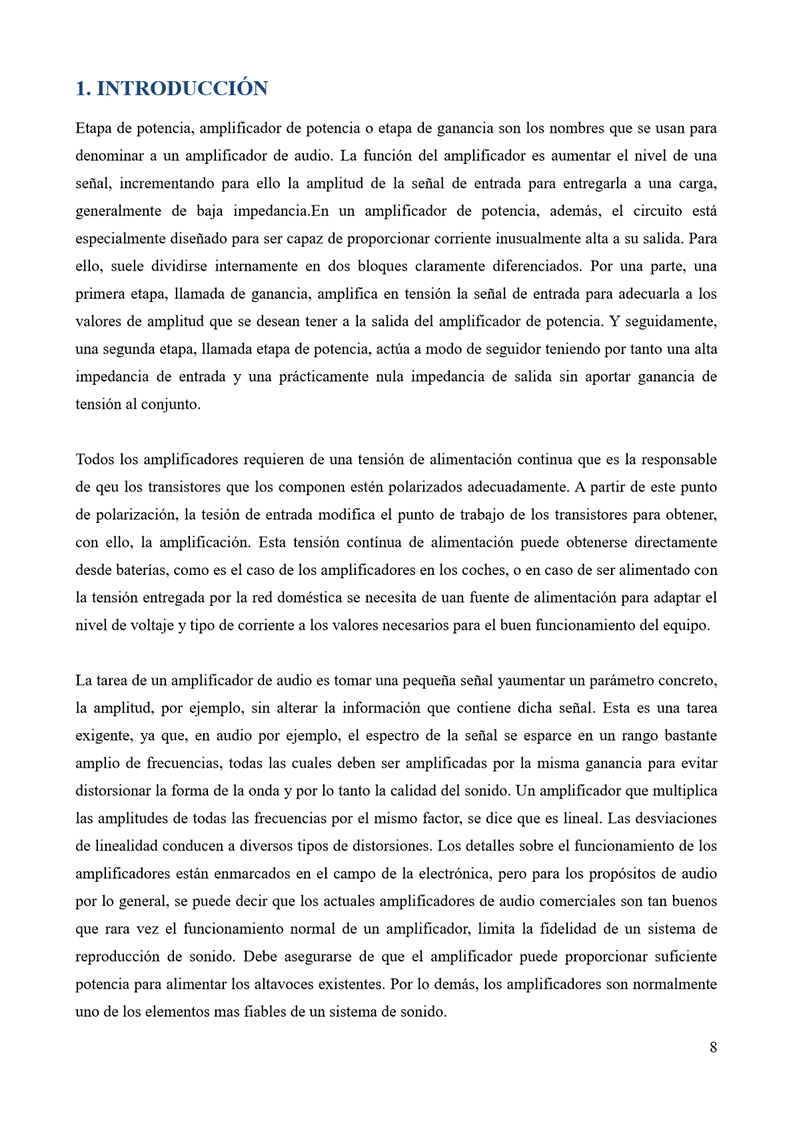 1. INTRODUCCIÓN
Etapa de potencia, amplificador de potencia o etapa de ganancia son los nombres que se usan para
denominar a un amplificador de audio. La función del amplificador es aumentar el nivel de una
señal, incrementando para ello la amplitud de la señal de entrada para entregarla a una carga,
generalmente de baja impedancia.En un amplificador de potencia, además, el circuito está
especialmente diseñado para ser capaz de proporcionar corriente inusualmente alta a su salida. Para
ello, suele dividirse internamente en dos bloques claramente diferenciados. Por una parte, una
primera etapa, llamada de ganancia, amplifica en tensión la señal de entrada para adecuarla a los
valores de amplitud que se desean tener a la salida del amplificador de potencia. Y seguidamente,
una segunda etapa, llamada etapa de potencia, actúa a modo de seguidor teniendo por tanto una alta
impedancia de entrada y una prácticamente nula impedancia de salida sin aportar ganancia de
tensión al conjunto.
Todos los amplificadores requieren de una tensión de alimentación continua que es la responsable
de qeu los transistores que los componen estén polarizados adecuadamente. A partir de este punto
de polarización, la tesión de entrada modifica el punto de trabajo de los transistores para obtener,
con ello, la amplificación. Esta tensión contínua de alimentación puede obtenerse directamente
desde baterías, como es el caso de los amplificadores en los coches, o en caso de ser alimentado con
la tensión entregada por la red doméstica se necesita de uan fuente de alimentación para adaptar el
nivel de voltaje y tipo de corriente a los valores necesarios para el buen funcionamiento del equipo.
La tarea de un amplificador de audio es tomar una pequeña señal yaumentar un parámetro concreto,
la amplitud, por ejemplo, sin alterar la información que contiene dicha señal. Esta es una tarea
exigente, ya que, en audio por ejemplo, el espectro de la señal se esparce en un rango bastante
amplio de frecuencias, todas las cuales deben ser amplificadas por la misma ganancia para evitar
distorsionar la forma de la onda y por lo tanto la calidad del sonido. Un amplificador que multiplica
las amplitudes de todas las frecuencias por el mismo factor, se dice que es lineal. Las desviaciones
de linealidad conducen a diversos tipos de distorsiones. Los detalles sobre el funcionamiento de los
amplificadores están enmarcados en el campo de la electrónica, pero para los propósitos de audio
por lo general, se puede decir que los actuales amplificadores de audio comerciales son tan buenos
que rara vez el funcionamiento normal de un amplificador, limita la fidelidad de un sistema de
reproducción de sonido. Debe asegurarse de que el amplificador puede proporcionar suficiente
potencia para alimentar los altavoces existentes. Por lo demás, los amplificadores son normalmente
uno de los elementos mas fiables de un sistema de sonido.
8